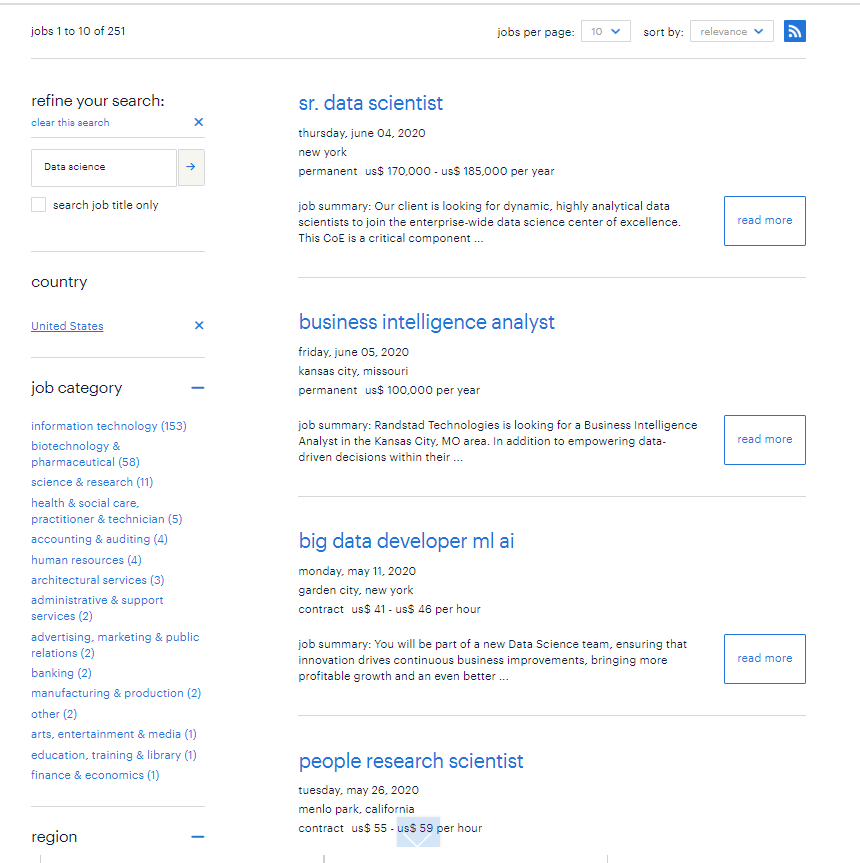 jobs 1 to 10 of 251
jobs per page: 10 sort by: relevance
refine your search:
clear this search
Data science
search job title only
country
United States
job category
information technology (153)
biotechnology &
pharmaceutical (58)
science & research (11)
health & social care,
practitioner & technician (5)
accounting & auditing (4)
human resources (4)
architectural services (3)
administrative & support
services (2)
advertising, marketing & public
relations (2)
banking (2)
manufacturing & production (2)
other (2)
arts, entertainment & media (1)
education, training & library (1)
finance & economics (1)
region
sr. data scientist
thursday, june 04, 2020
new york
permanent us$ 170,000 - us$ 185,000 per year
job summary: Our client is looking for dynamic, highly analytical data
scientists to join the enterprise-wide data science center of excellence.
This CoE is a critical component ...
read more
business intelligence analyst
friday, june 05, 2020
kansas city, missouri
permanent us$ 100,000 per year
job summary: Randstad Technologies is looking for a Business Intelligence
Analyst in the Kansas City, MO area. In addition to empowering data-
driven decisions within their ...
read more
big data developer ml ai
monday, may 11, 2020
garden city, new york
contract us$ 41 - us$ 46 per hour
job summary: You will be part of a new Data Science team, ensuring that
innovation drives continuous business improvements, bringing more
profitable growth and an even better ...
read more
people research scientist
tuesday, may 26, 2020
menlo park, california
contract us$ 55 - us$ 59 per hour